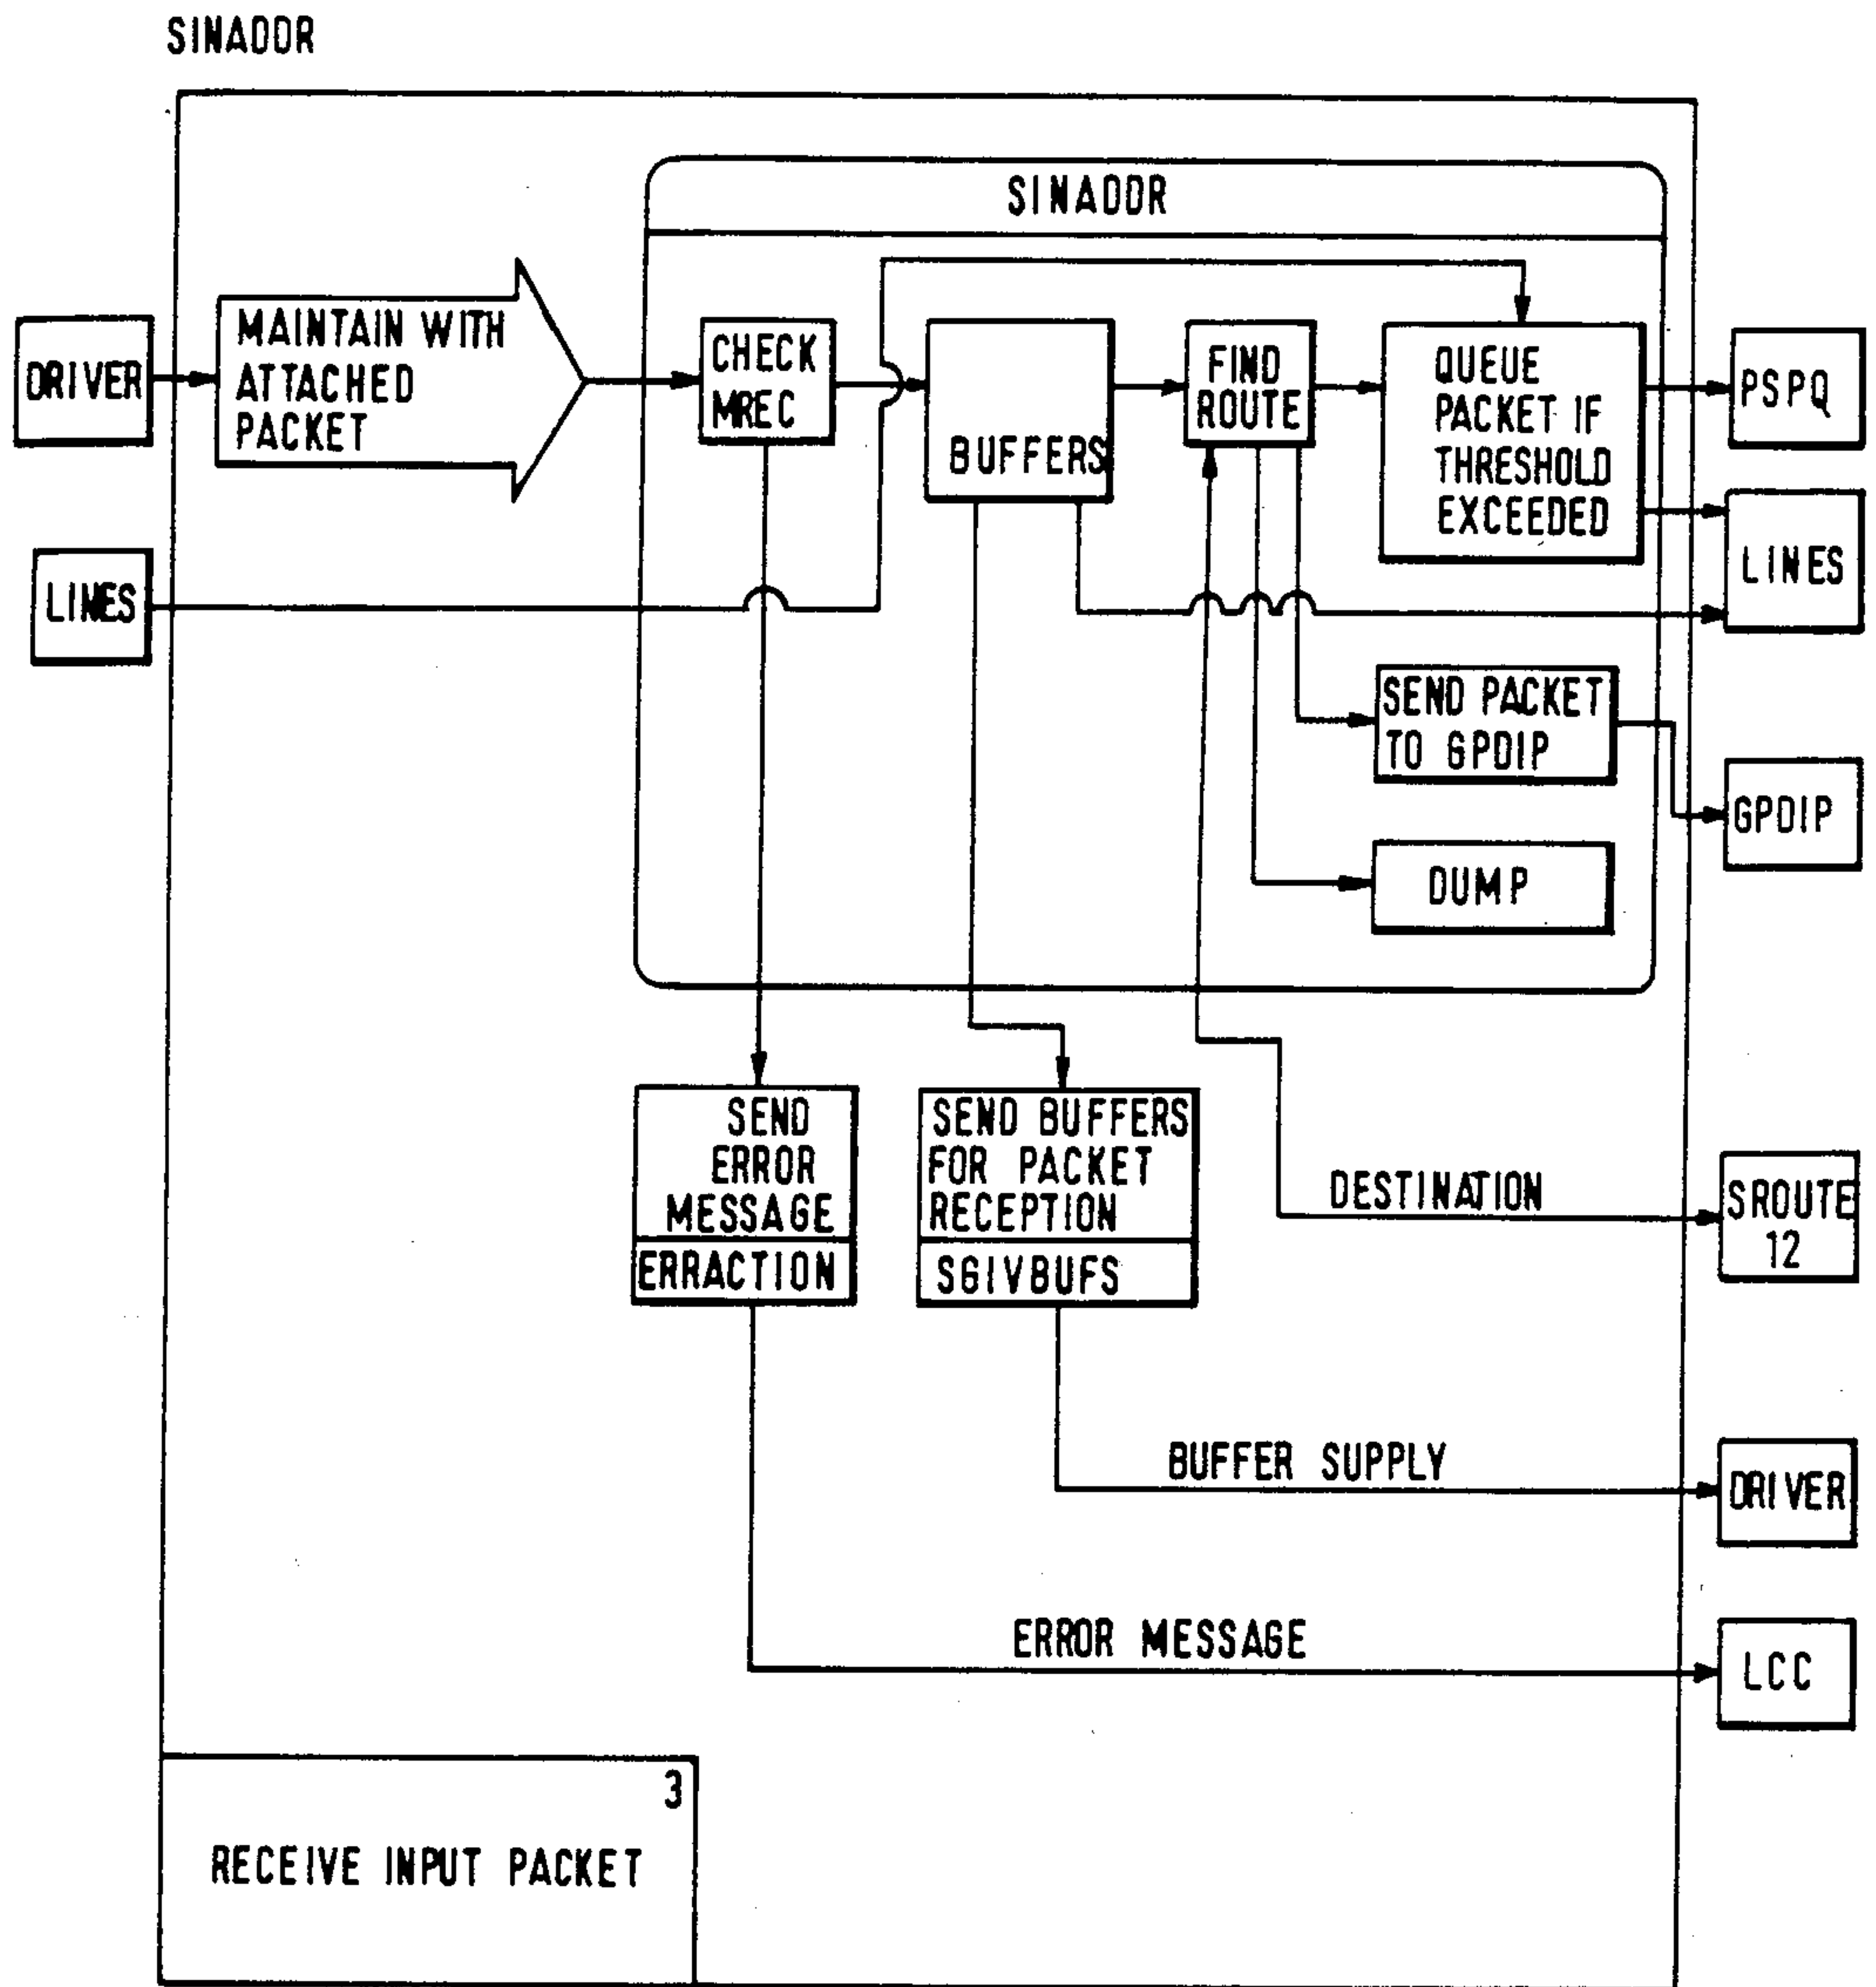 SINADDR
SINADDR
DRIVER
MAINTAIN WITH
ATTACHED
PACKET
CHECK
MREC
BUFFERS
FIND
ROUTE
QUEUE
PACKET IF
THRESHOLD
EXCEEDED
PSPQ
LINES
LINES
SEND PACKET
TO GPDIP
GPDIP
DUMP
SEND
ERROR
MESSAGE
ERRACTION
SEND BUFFERS
FOR PACKET
RECEPTION
SGIVBUFS
DESTINATION
SROUTE
12
BUFFER SUPPLY
DRIVER
ERROR MESSAGE
LCC
3
RECEIVE INPUT PACKET